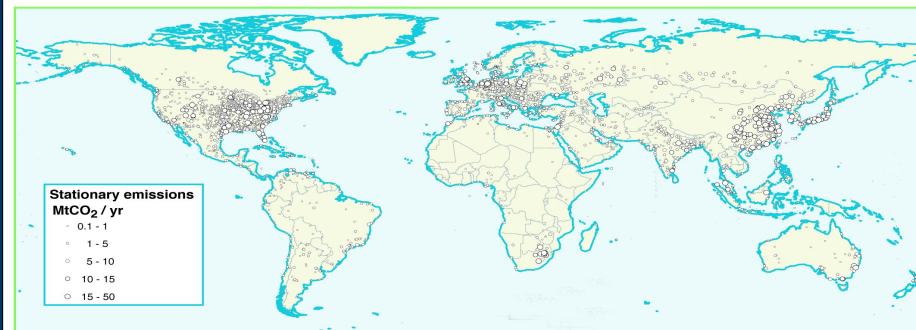 Stationary emissions
MtCO₂ / yr
0.1 - 1
1 - 5
5 - 10
10 - 15
15 - 50